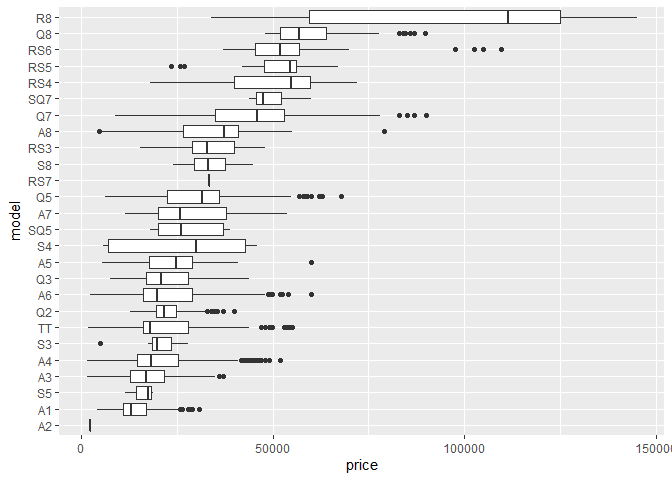 R8
Q8
RS6
RS5
RS4
SQ7
Q7
A8
RS3
S8
RS7
Q5
A7
SQ5
S4
A5
Q3
A6
Q2
TT
S3
A4
A3
S5
A1
A2
model
0 50000 100000 150000
price